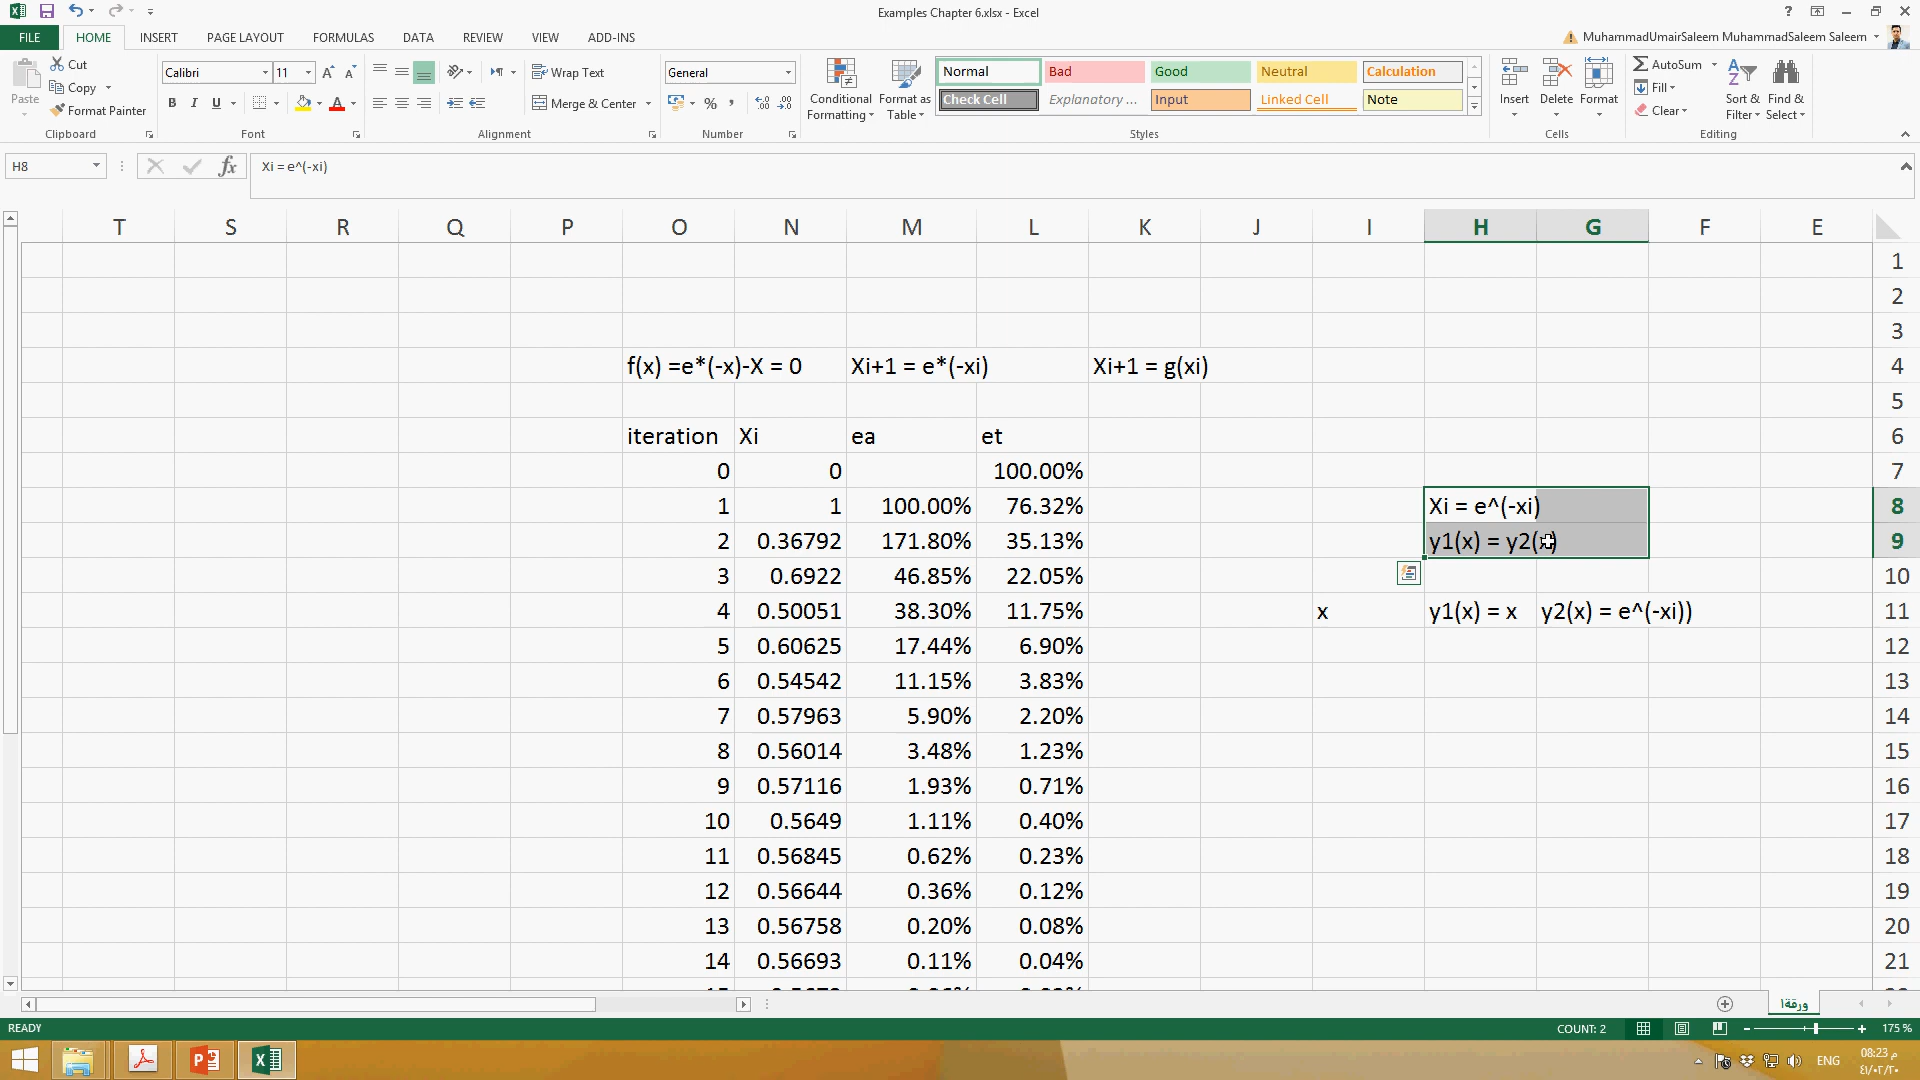 Examples Chapter 6.xlsx - Excel
FILE HOME INSERT PAGE LAYOUT FORMULAS DATA REVIEW VIEW ADD-INS
MuhammadUmairSaleem MuhammadSaleem Saleem
Paste
Cut
Copy
Format Painter
Clipboard
Calibri 11
B I U
Font
Wrap Text
Merge & Center
Alignment
General
Number
Conditional Formatting
Format as Table
Normal Bad Good Neutral Calculation
Check Cell Explanatory ... Input Linked Cell Note
Styles
Insert Delete Format
Cells
AutoSum
Fill
Clear
Sort & Filter
Find & Select
Editing
H8
fx
Xi = e^(-xi)
T S R Q P O N M L K J I H G F E
1
2
3
f(x) =e*(-x)-X = 0 Xi+1 = e*(-xi) Xi+1 = g(xi) 4
5
iteration Xi ea et 6
0 0 100.00% 7
1 1 100.00% 76.32% Xi = e^(-xi) 8
2 0.36792 171.80% 35.13% y1(x) = y2(x) 9
3 0.6922 46.85% 22.05% 10
4 0.50051 38.30% 11.75% x y1(x) = x y2(x) = e^(-xi)) 11
5 0.60625 17.44% 6.90% 12
6 0.54542 11.15% 3.83% 13
7 0.57963 5.90% 2.20% 14
8 0.56014 3.48% 1.23% 15
9 0.57116 1.93% 0.71% 16
10 0.5649 1.11% 0.40% 17
11 0.56845 0.62% 0.23% 18
12 0.56644 0.36% 0.12% 19
13 0.56758 0.20% 0.08% 20
14 0.56693 0.11% 0.04% 21
ورقة١
READY COUNT: 2 175 %
ENG
08:23 م